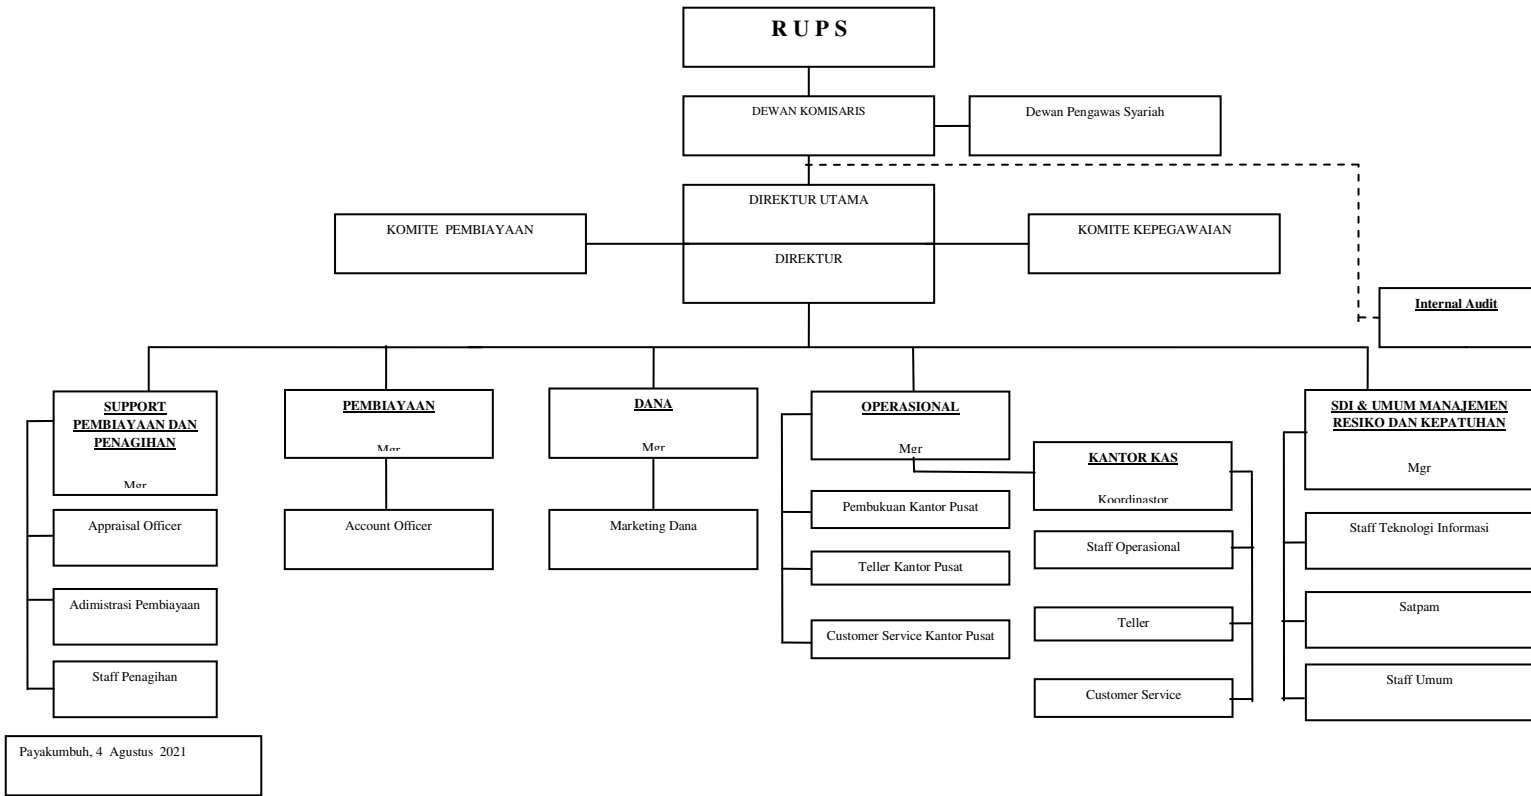 R U P S
DEWAN KOMISARIS
Dewan Pengawas Syariah
DIREKTUR UTAMA
KOMITE PEMBIAYAAN
KOMITE KEPEGAWAIAN
DIREKTUR
Internal Audit
SUPPORT
PEMBIAYAAN DAN
PENAGIHAN
Mgr
PEMBIAYAAN
Mgr
DANA
Mgr
OPERASIONAL
Mgr
KANTOR KAS
Koordinastor
SDI & UMUM MANAJEMEN
RESIKO DAN KEPATUHAN
Mgr
Appraisal Officer
Adimistrasi Pembiayaan
Staff Penagihan
Account Officer
Marketing Dana
Pembukuan Kantor Pusat
Teller Kantor Pusat
Customer Service Kantor Pusat
Staff Operasional
Teller
Customer Service
Staff Teknologi Informasi
Satpam
Staff Umum
Payakumbuh, 4 Agustus 2021